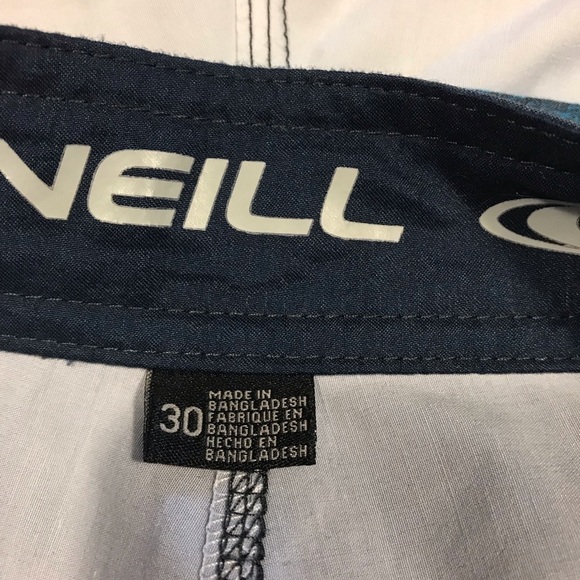 NEILL
30
MADE IN
BANGLADESH
FABRIQUE EN
BANGLADESH
HECHO EN
BANGLADESH